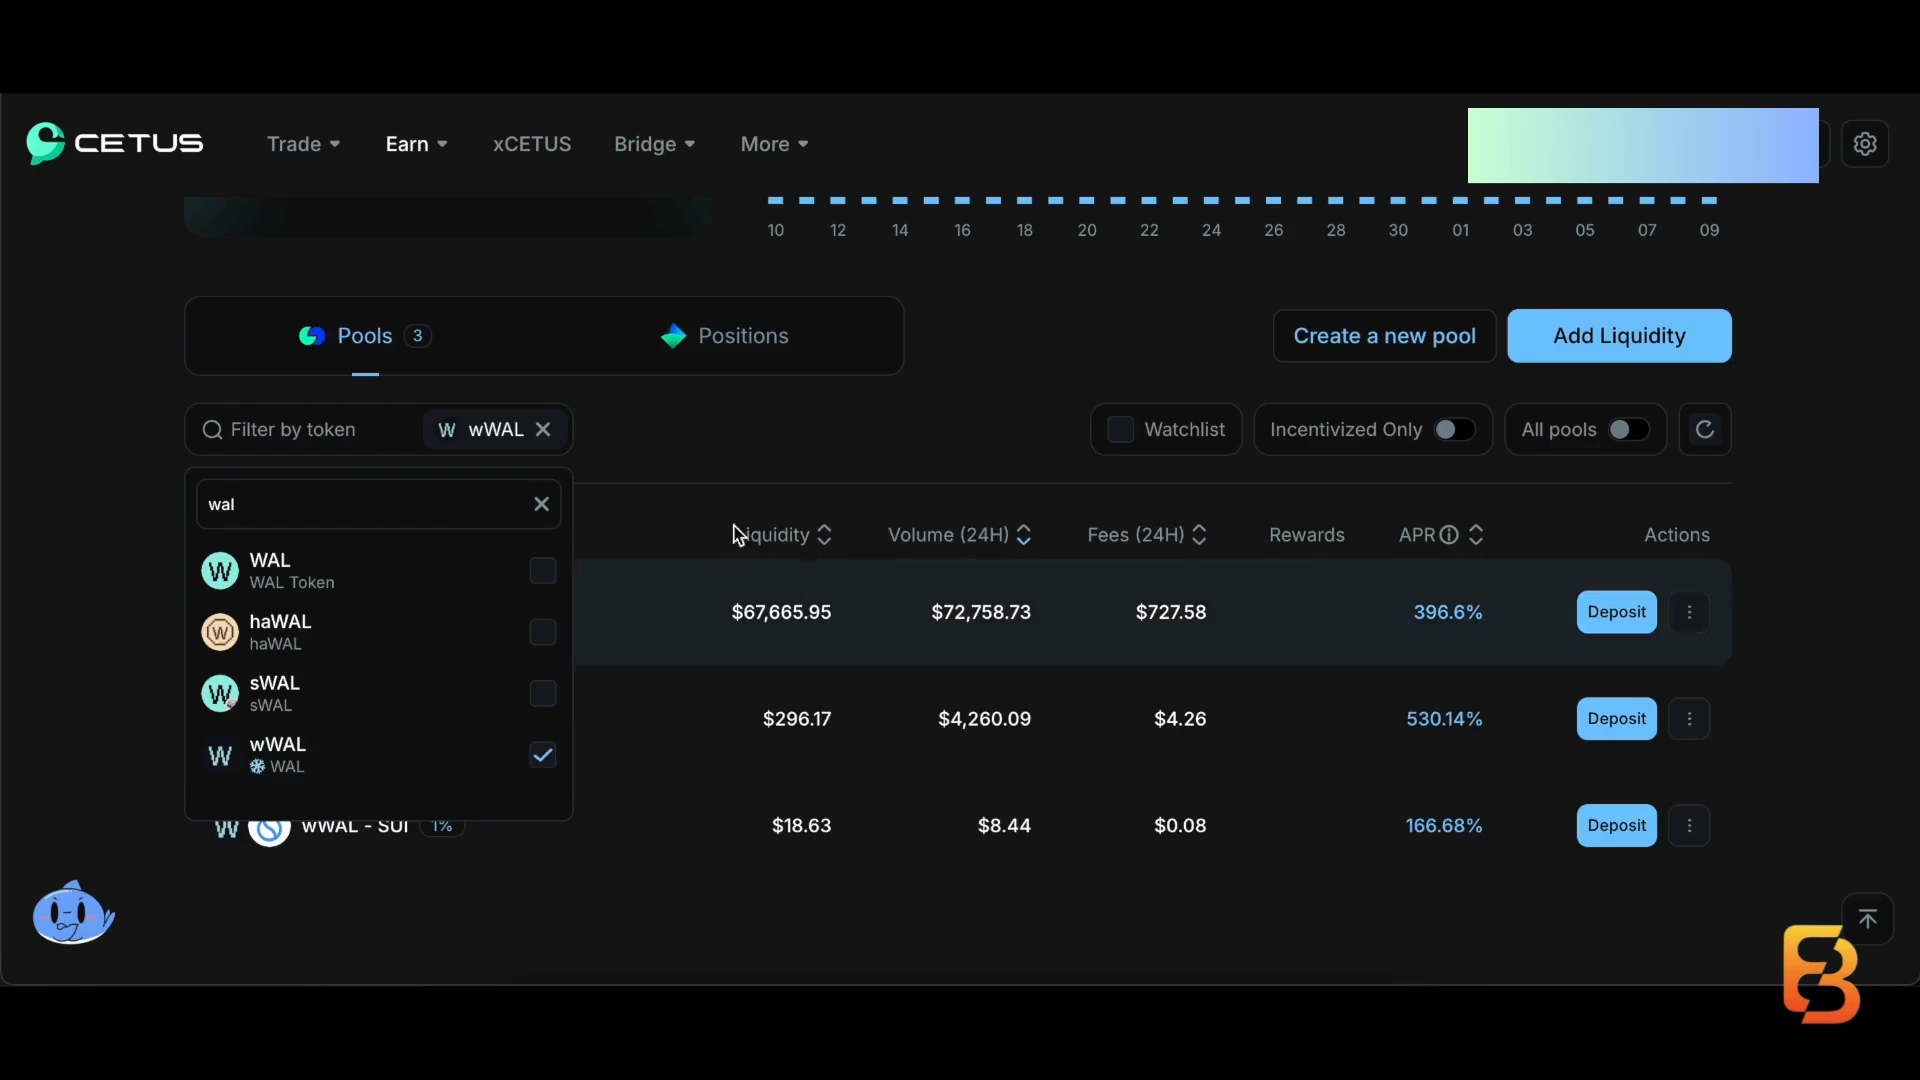 CETUS Trade Earn xCETUS Bridge More
10 12 14 16 18 20 22 24 26 28 30 01 03 05 07 09
Pools 3 Positions Create a new pool Add Liquidity
Filter by token wWAL Watchlist Incentivized Only All pools
wal
Liquidity Volume (24H) Fees (24H) Rewards APR Actions
WAL
WAL Token
haWAL
haWAL
sWAL
sWAL
wWAL
WAL
$67,665.95 $72,758.73 $727.58 396.6% Deposit
$296.17 $4,260.09 $4.26 530.14% Deposit
wWAL - SUI 1% $18.63 $8.44 $0.08 166.68% Deposit